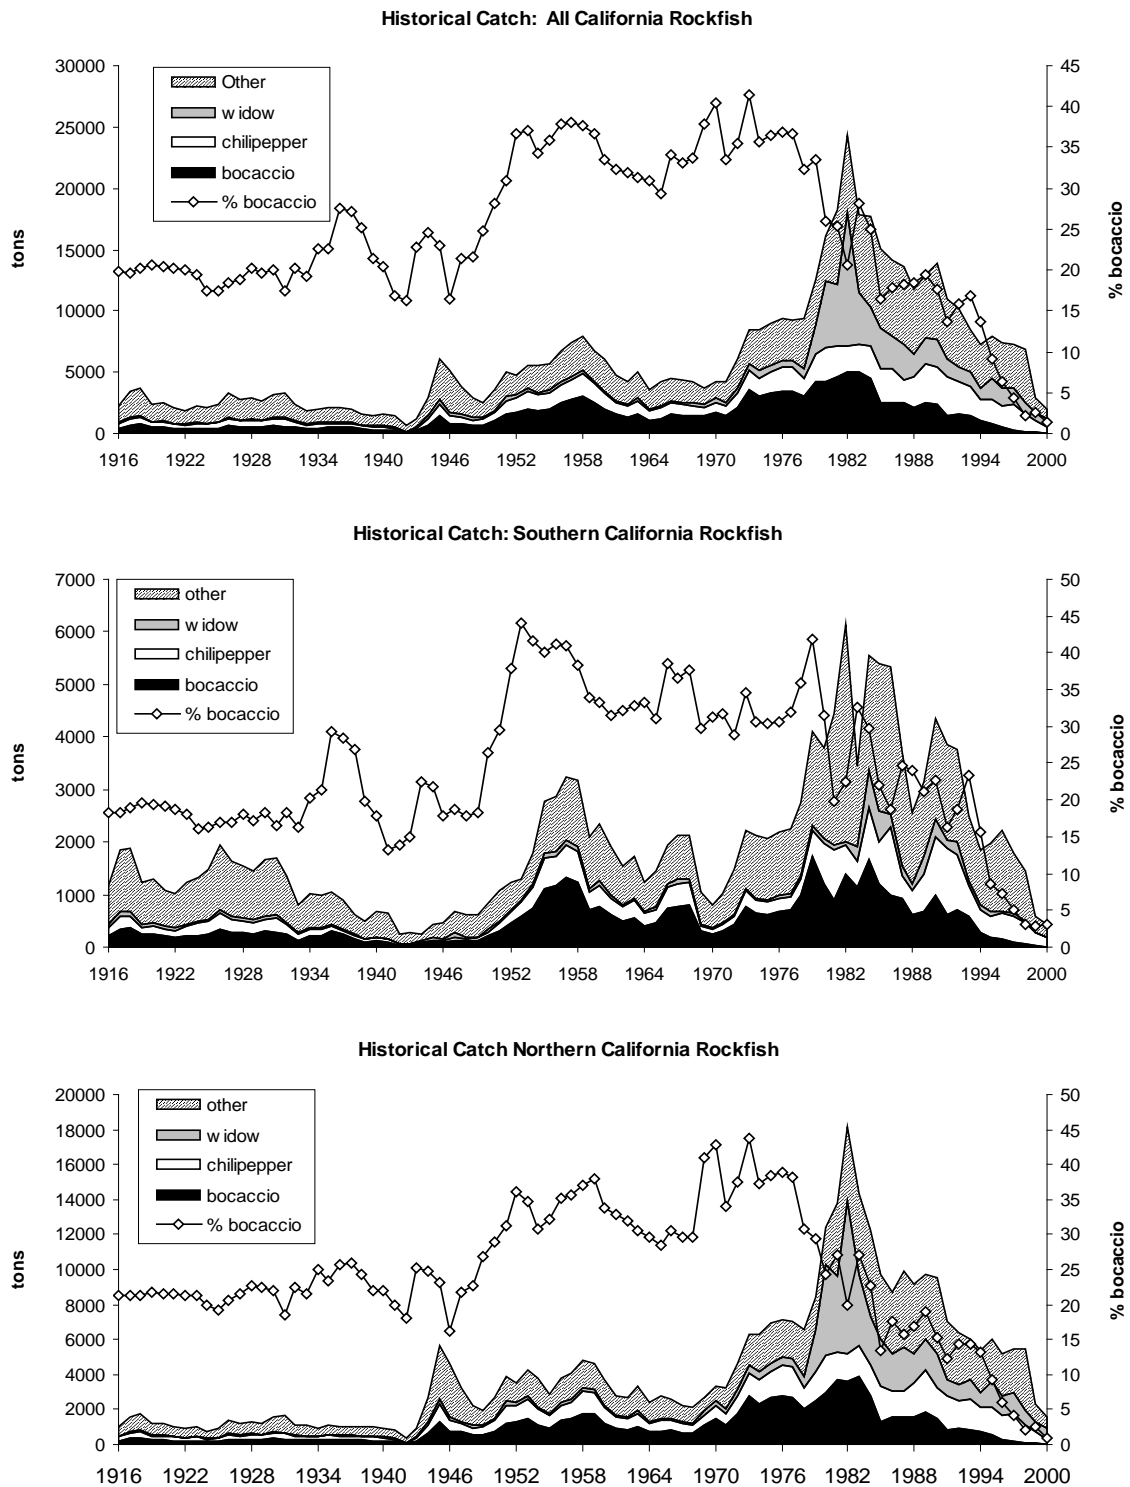 Historical Catch:  All California Rockfish
30000
25000
20000
15000
10000
5000
0
tons
Other
widow
chilipepper
bocaccio
% bocaccio
45
40
35
30
25
20
15
10
5
0
% bocaccio
1916 1922 1928 1934 1940 1946 1952 1958 1964 1970 1976 1982 1988 1994 2000
Historical Catch: Southern California Rockfish
7000
6000
5000
4000
3000
2000
1000
0
tons
other
widow
chilipepper
bocaccio
% bocaccio
50
45
40
35
30
25
20
15
10
5
0
% bocaccio
1916 1922 1928 1934 1940 1946 1952 1958 1964 1970 1976 1982 1988 1994 2000
Historical Catch Northern California Rockfish
20000
18000
16000
14000
12000
10000
8000
6000
4000
2000
0
tons
other
widow
chilipepper
bocaccio
% bocaccio
50
45
40
35
30
25
20
15
10
5
0
% bocaccio
1916 1922 1928 1934 1940 1946 1952 1958 1964 1970 1976 1982 1988 1994 2000